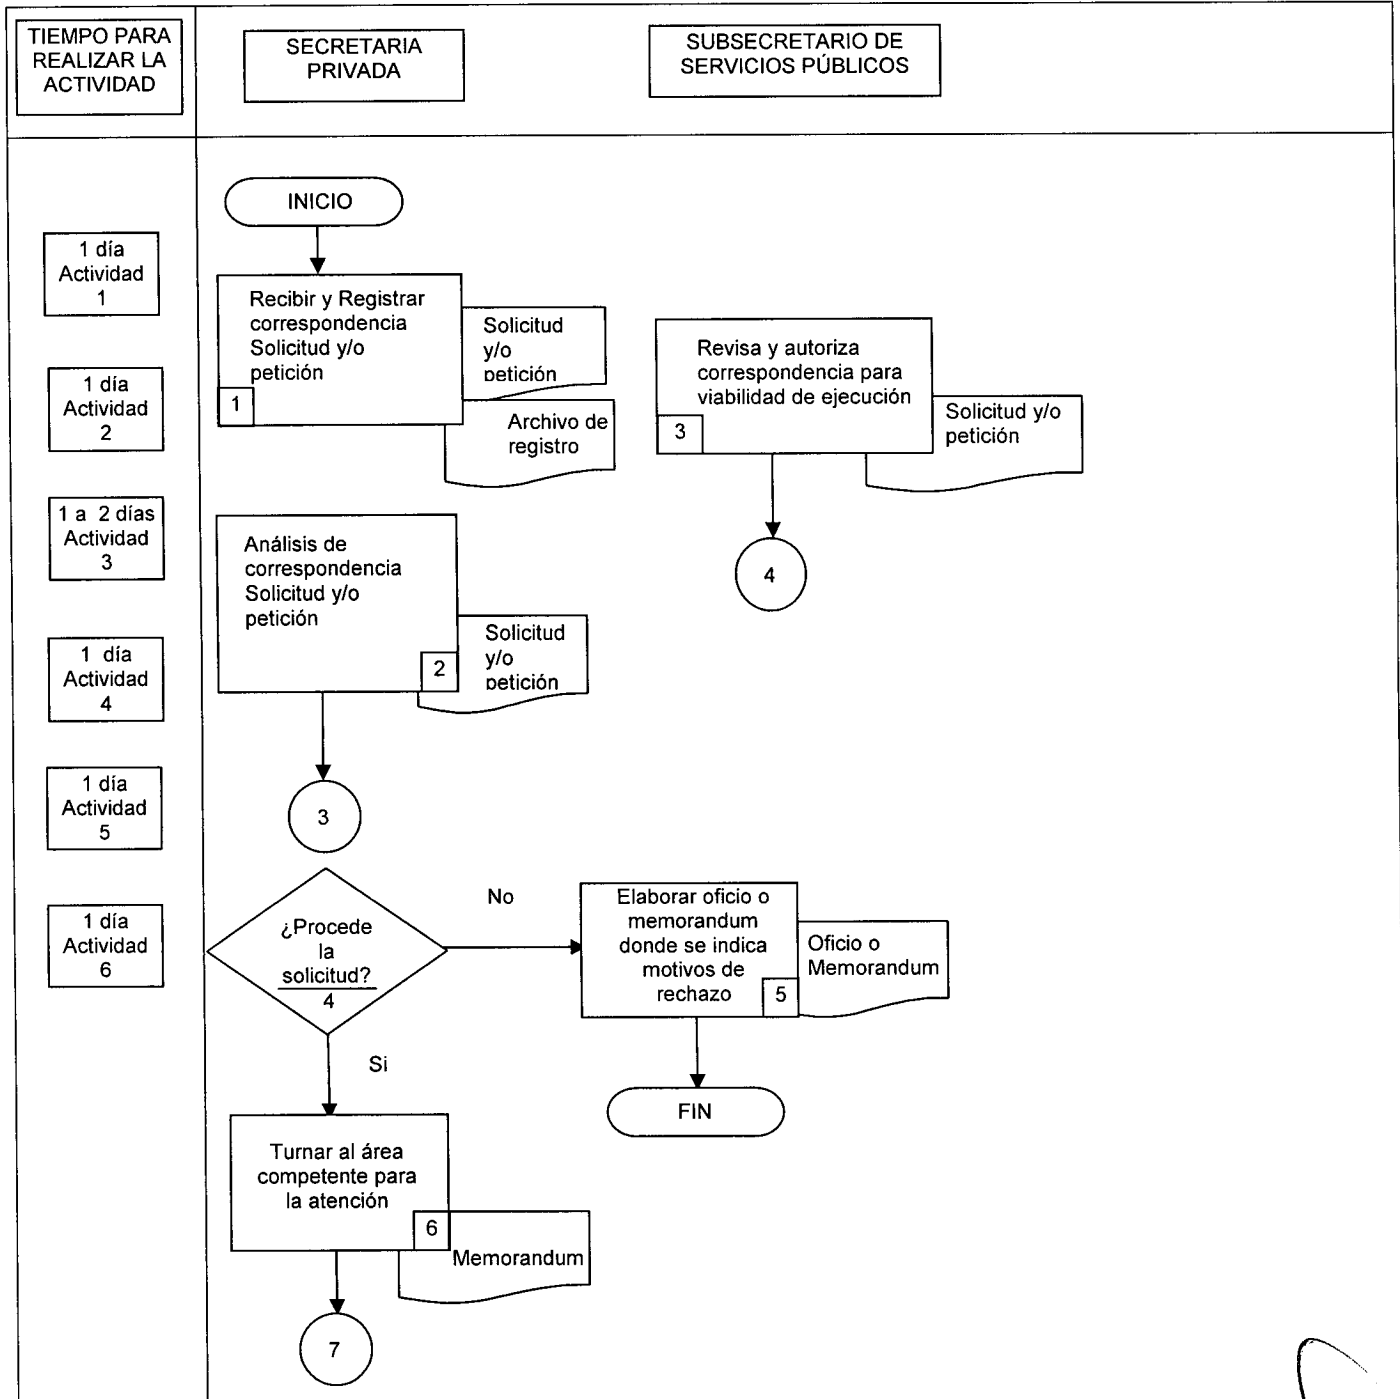 TIEMPO PARA
REALIZAR LA
ACTIVIDAD
SECRETARIA
PRIVADA
SUBSECRETARIO DE
SERVICIOS PÚBLICOS
INICIO
1 día
Actividad
1
Recibir y Registrar
correspondencia
Solicitud y/o
petición
1
Solicitud
y/o
petición
Archivo de
registro
Revisa y autoriza
correspondencia para
viabilidad de ejecución
3
Solicitud y/o
petición
1 día
Actividad
2
1 a 2 días
Actividad
3
Análisis de
correspondencia
Solicitud y/o
petición
2
Solicitud
y/o
petición
4
1 día
Actividad
4
1 día
Actividad
5
3
1 día
Actividad
6
¿Procede
la
solicitud?
4
No
Elaborar oficio o
memorandum
donde se indica
motivos de
rechazo
5
Oficio o
Memorandum
Si
FIN
Turnar al área
competente para
la atención
6
Memorandum
7